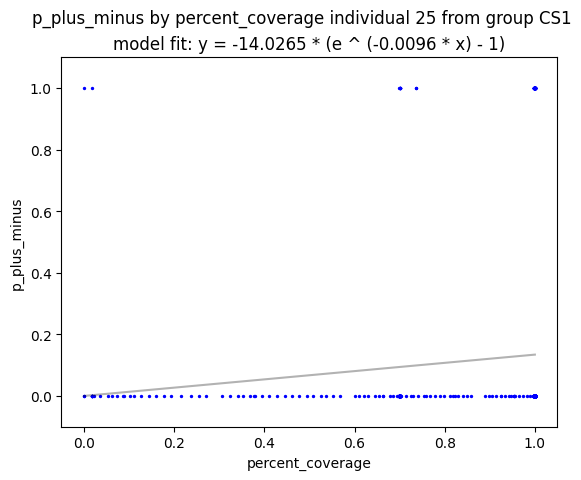 p_plus_minus by percent_coverage individual 25 from group CS1
model fit: y = -14.0265 * (e ^ (-0.0096 * x) - 1)
1.0
0.8
0.6
0.4
0.2
0.0
p_plus_minus
0.0 0.2 0.4 0.6 0.8 1.0
percent_coverage